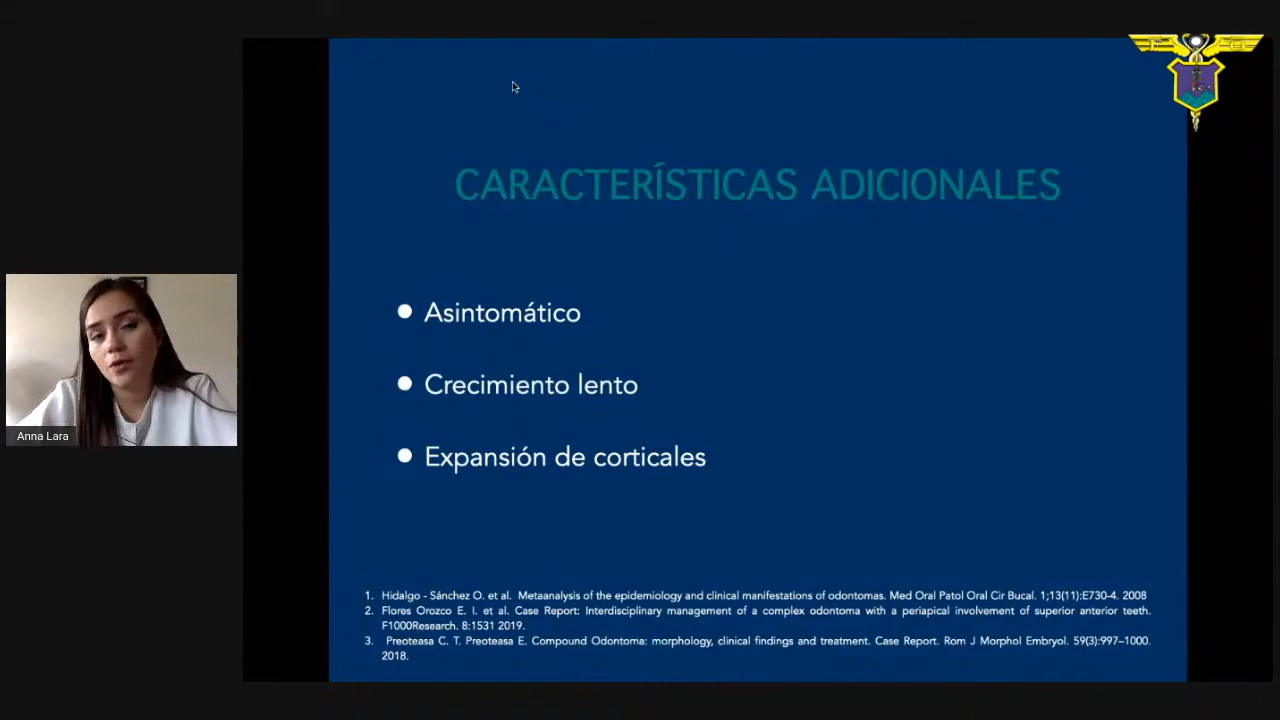 CARACTERÍSTICAS ADICIONALES
Asintomático
Crecimiento lento
Expansión de corticales
Anna Lara
1. Hidalgo - Sánchez O. et al. Metaanalysis of the epidemiology and clinical manifestations of odontomas. Med Oral Patol Oral Cir Bucal. 1;13(11):E730-4. 2008
2. Flores Orozco E. I. et al. Case Report: Interdisciplinary management of a complex odontoma with a periapical involvement of superior anterior teeth.
F1000Research. 8:1531 2019.
3. Preoteasa C. T. Preoteasa E. Compound Odontoma: morphology, clinical findings and treatment. Case Report. Rom J Morphol Embryol. 59(3):997–1000.
2018.